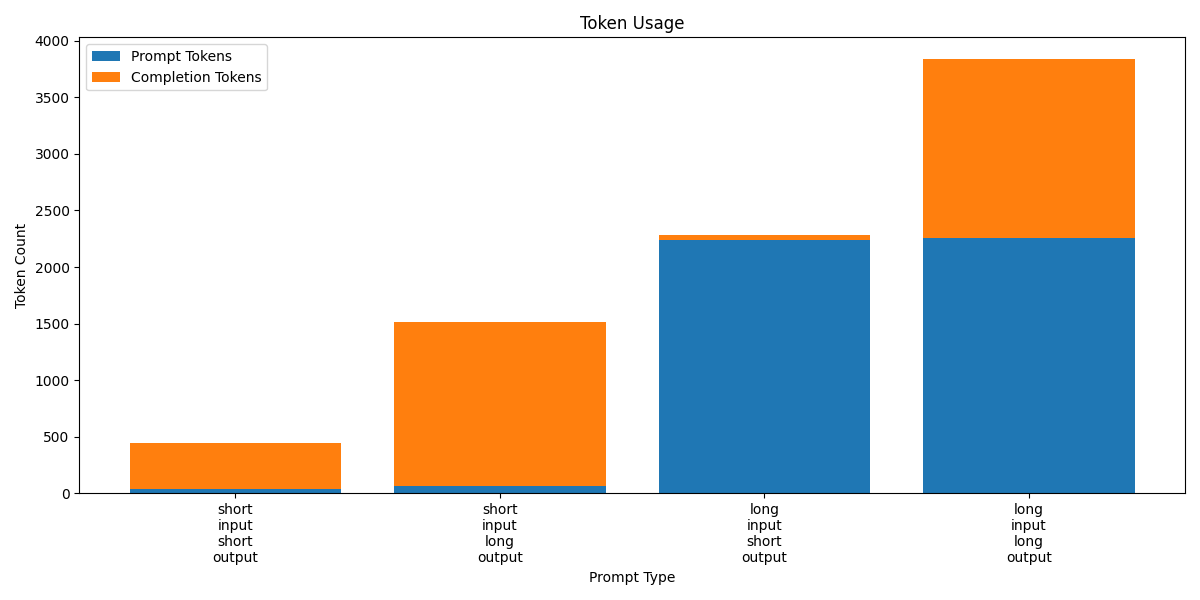 Token Usage
Prompt Tokens
Completion Tokens
Token Count
4000
3500
3000
2500
2000
1500
1000
500
0
short
input
short
output
short
input
long
output
long
input
short
output
long
input
long
output
Prompt Type